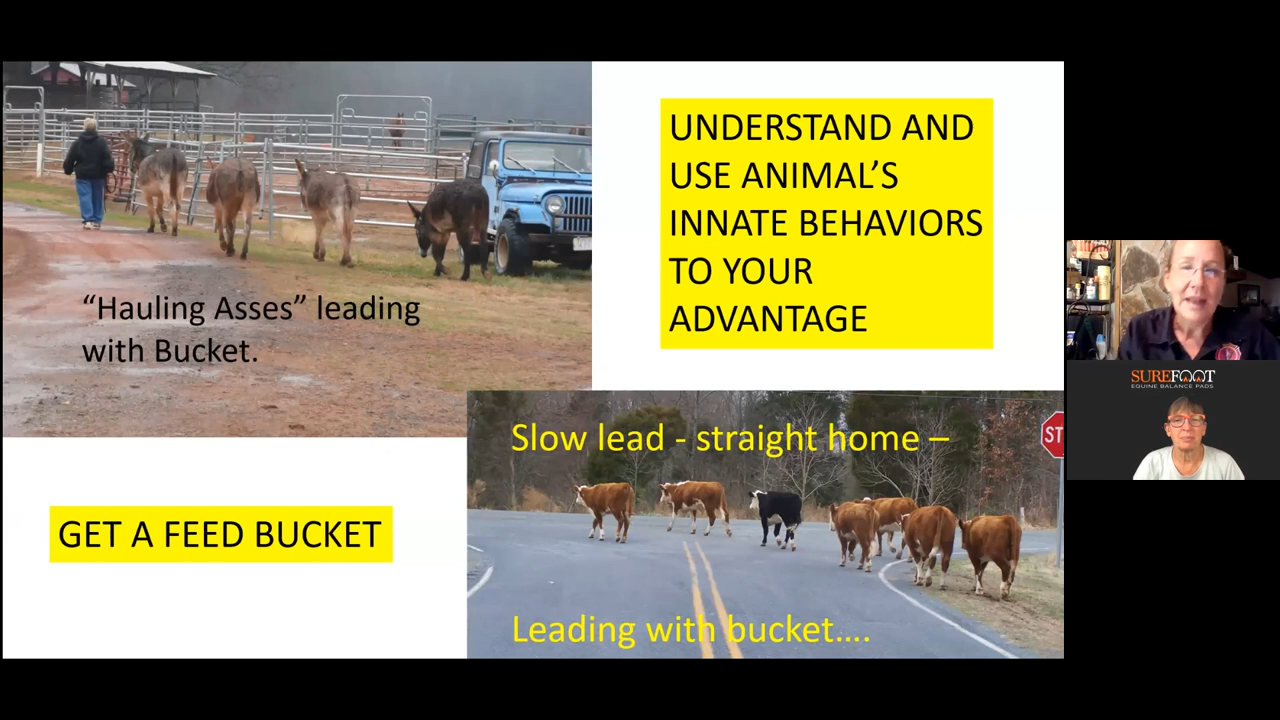 UNDERSTAND AND
USE ANIMAL’S
INNATE BEHAVIORS
TO YOUR
ADVANTAGE
“Hauling Asses” leading
with Bucket.
Slow lead - straight home –
ST
GET A FEED BUCKET
Leading with bucket….
SUREFOOT
EQUINE BALANCE PADS